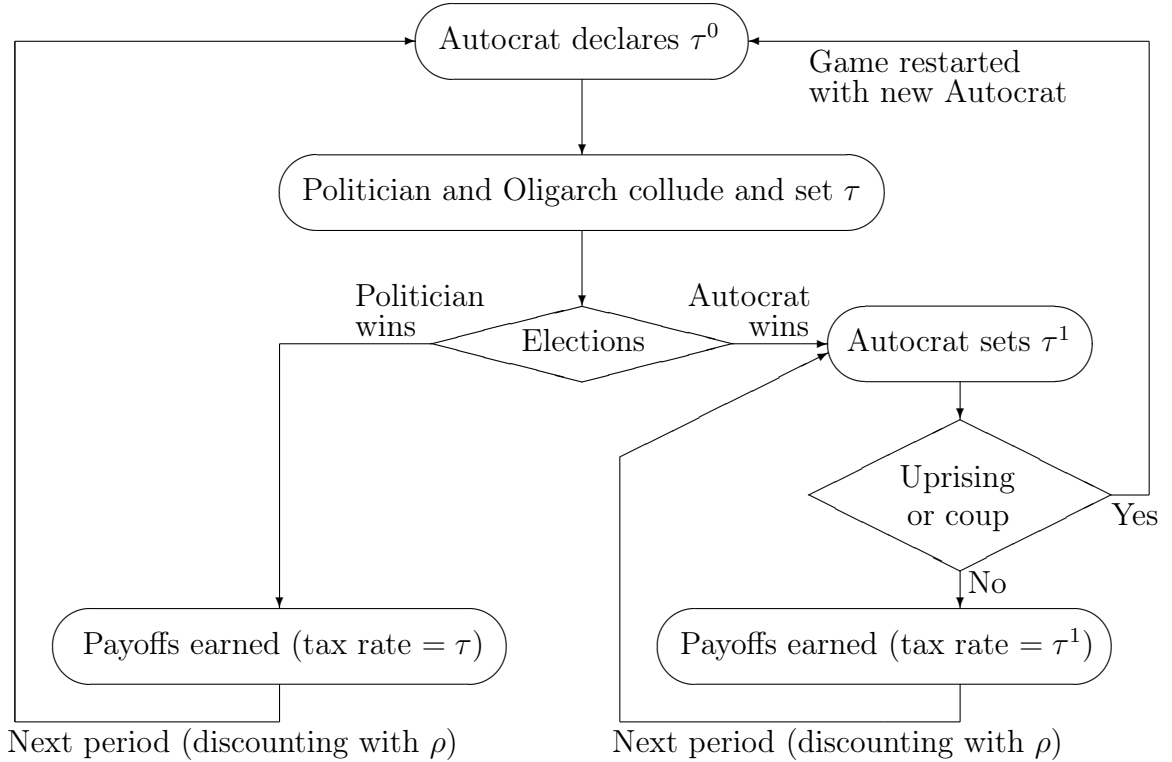 Autocrat declares τ⁰
Game restarted
with new Autocrat
Politician and Oligarch collude and set τ
Politician
wins
Elections
Autocrat
wins
Autocrat sets τ¹
Uprising
or coup
Yes
No
Payoffs earned (tax rate = τ)
Payoffs earned (tax rate = τ¹)
Next period (discounting with ρ)
Next period (discounting with ρ)